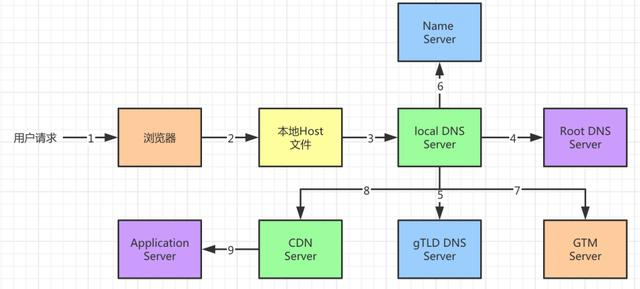 Name
Server
6
用户请求
1
浏览器
2
本地Host
文件
3
local DNS
Server
4
Root DNS
Server
8
5
7
Application
Server
9
CDN
Server
gTLD DNS
Server
GTM
Server